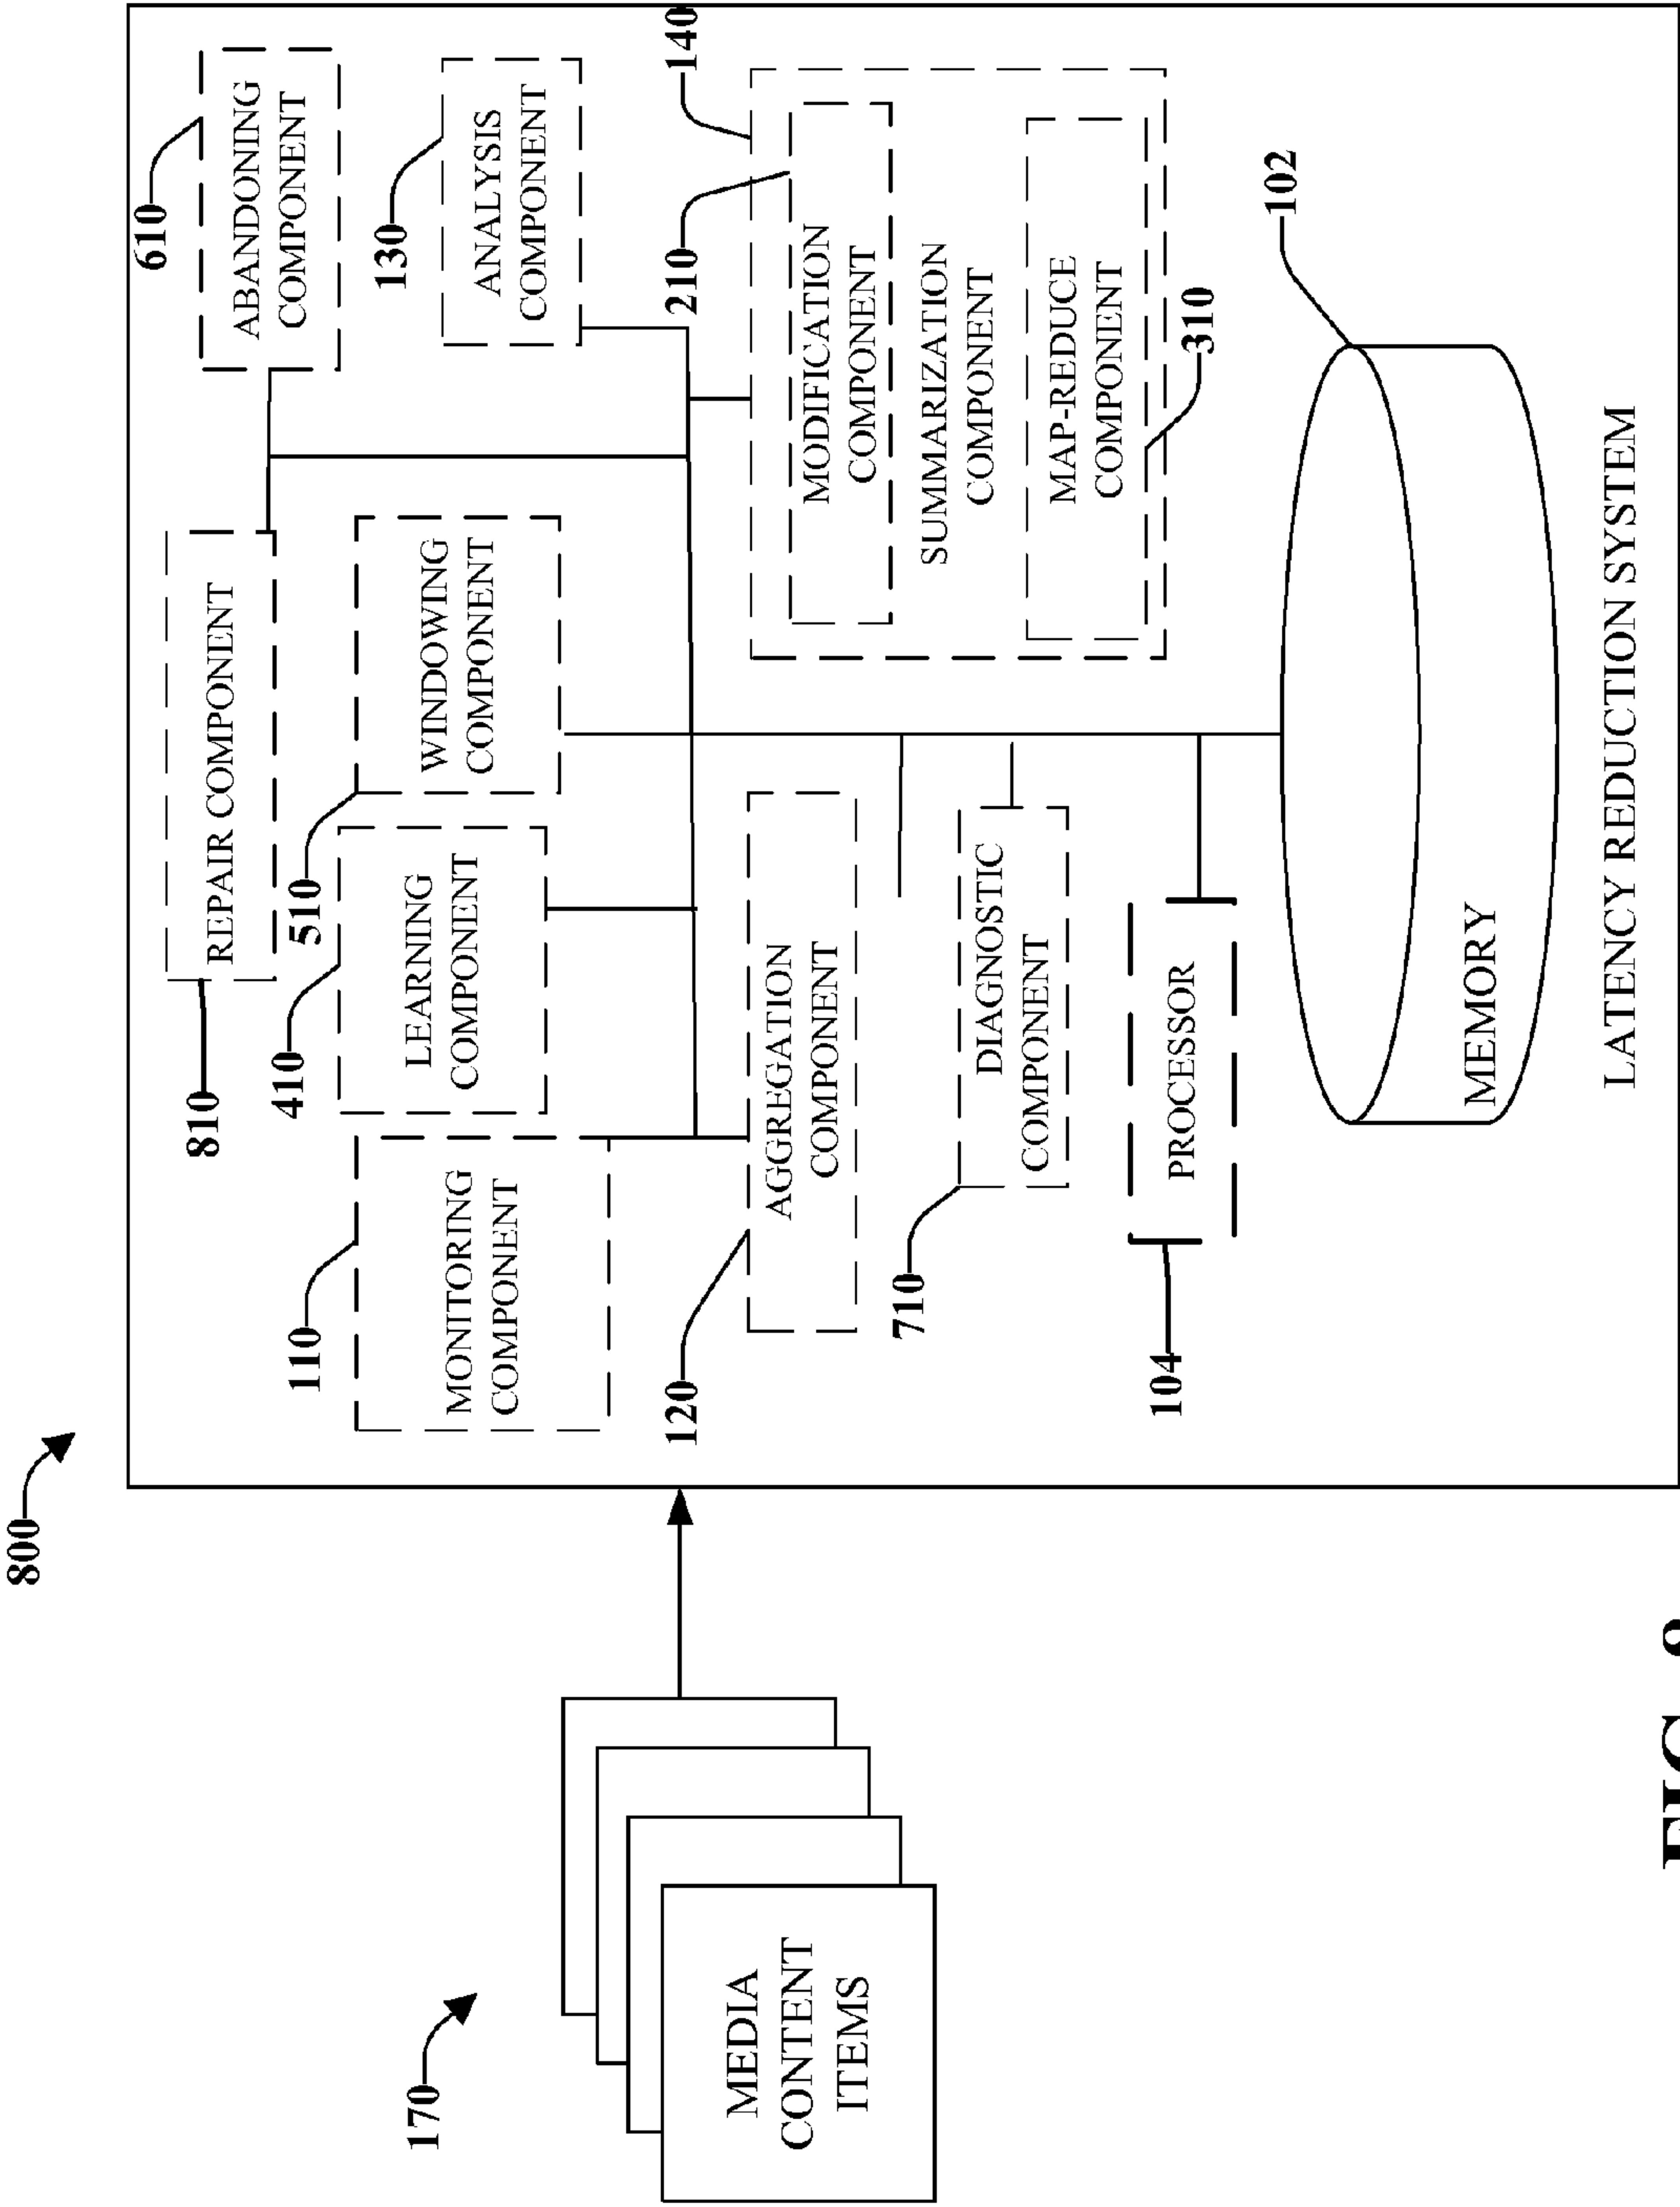 800
810
REPAIR COMPONENT
610
ABANDONING
COMPONENT
110
MONITORING
COMPONENT
410
LEARNING
COMPONENT
510
WINDOWING
COMPONENT
130
ANALYSIS
COMPONENT
170
MEDIA
CONTENT
ITEMS
120
AGGREGATION
COMPONENT
210
140
MODIFICATION
COMPONENT
SUMMARIZATION
COMPONENT
MAP-REDUCE
COMPONENT
310
710
DIAGNOSTIC
COMPONENT
104
PROCESSOR
102
MEMORY
LATENCY REDUCTION SYSTEM
FIG. 8